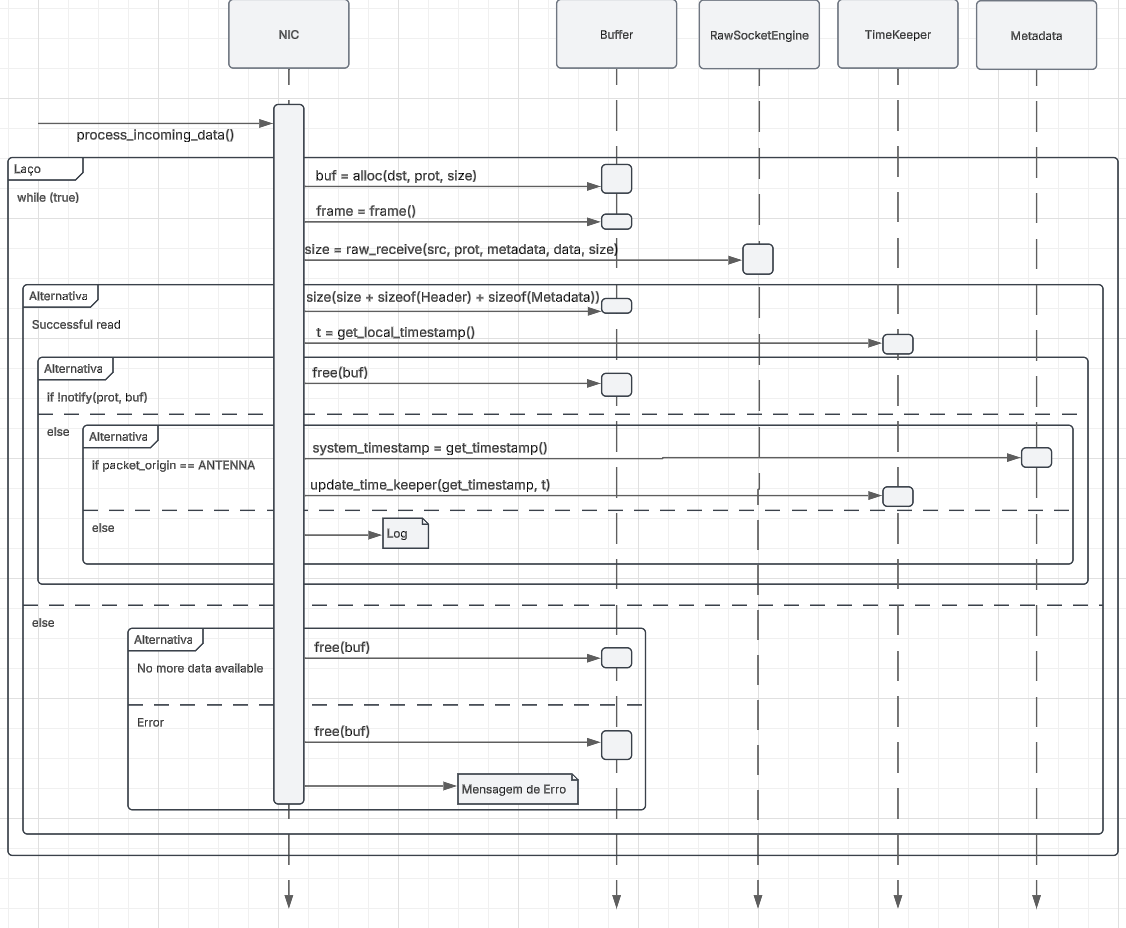 NIC
Buffer
RawSocketEngine
TimeKeeper
Metadata
process_incoming_data()
Laço
while (true)
buf = alloc(dst, prot, size)
frame = frame()
size = raw_receive(src, prot, metadata, data, size)
Alternativa
Successful read
size(size + sizeof(Header) + sizeof(Metadata))
t = get_local_timestamp()
Alternativa
if !notify(prot, buf)
free(buf)
else
Alternativa
if packet_origin == ANTENNA
system_timestamp = get_timestamp()
update_time_keeper(get_timestamp, t)
else
Log
else
Alternativa
No more data available
free(buf)
Error
free(buf)
Mensagem de Erro